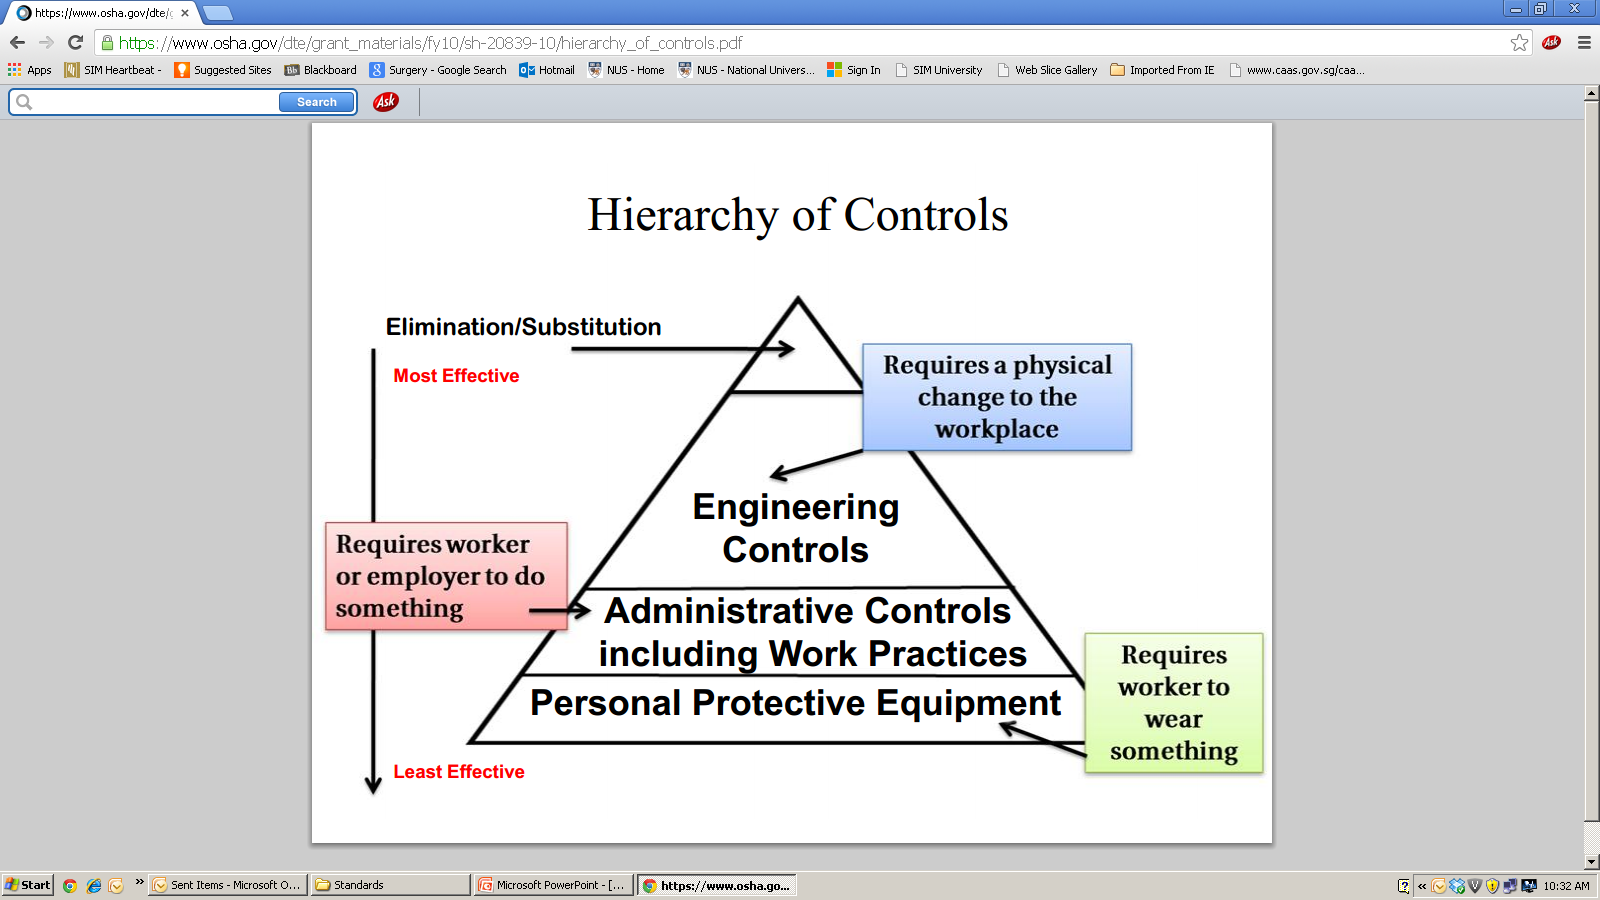 https://www.osha.gov/dte/g
https://www.osha.gov/dte/grant_materials/fy10/sh-20839-10/hierarchy_of_controls.pdf
Ask
Apps SIM Heartbeat - Suggested Sites Bb Blackboard Surgery - Google Search Hotmail NUS - Home NUS - National Univers... Sign In SIM University Web Slice Gallery Imported From IE www.caas.gov.sg/caa...
Search Ask
Hierarchy of Controls
Elimination/Substitution
Most Effective
Requires a physical
change to the
workplace
Engineering
Controls
Requires worker
or employer to do
something
Administrative Controls
including Work Practices
Requires
worker to
wear
something
Personal Protective Equipment
Least Effective
Start Sent Items - Microsoft O... Standards Microsoft PowerPoint - [... https://www.osha.go... 10:32 AM